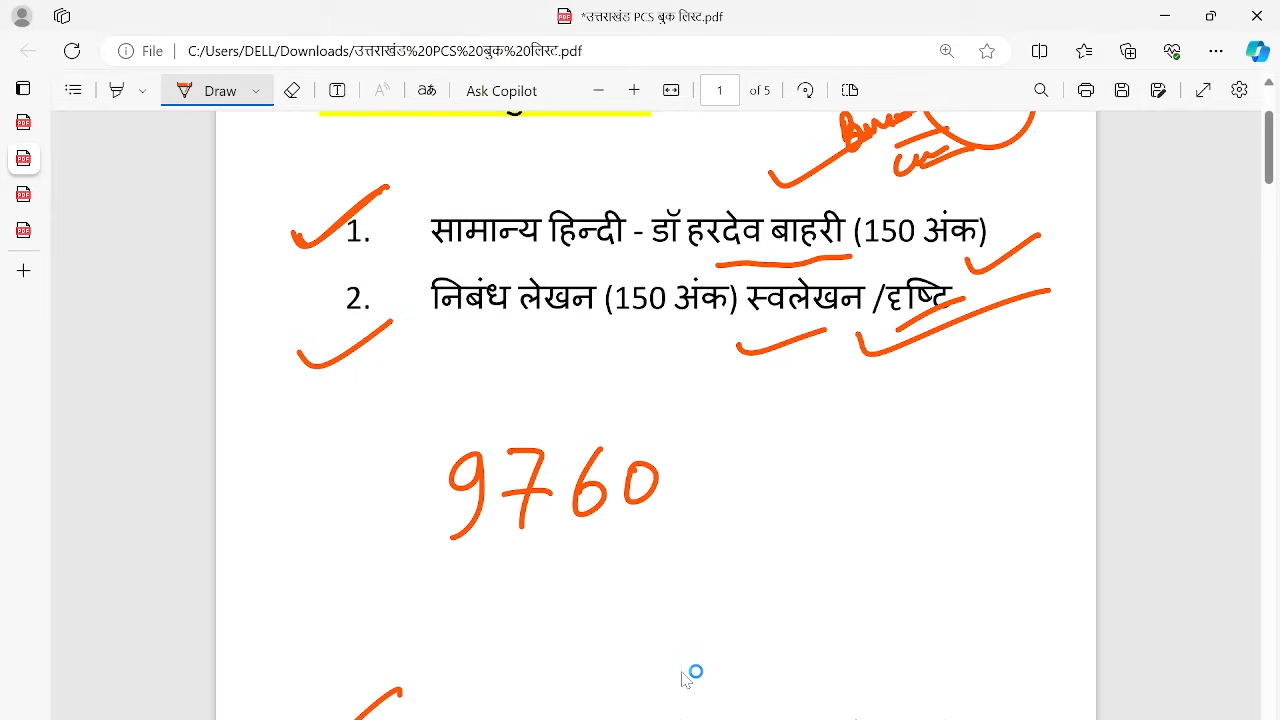 *उत्तराखंड PCS बुक लिस्ट.pdf
File C:/Users/DELL/Downloads/उत्तराखंड%20PCS%20बुक%20लिस्ट.pdf
Draw Ask Copilot 1 of 5
1. सामान्य हिन्दी - डॉ हरदेव बाहरी (150 अंक)
2. निबंध लेखन (150 अंक) स्वलेखन /दृष्टि
9760